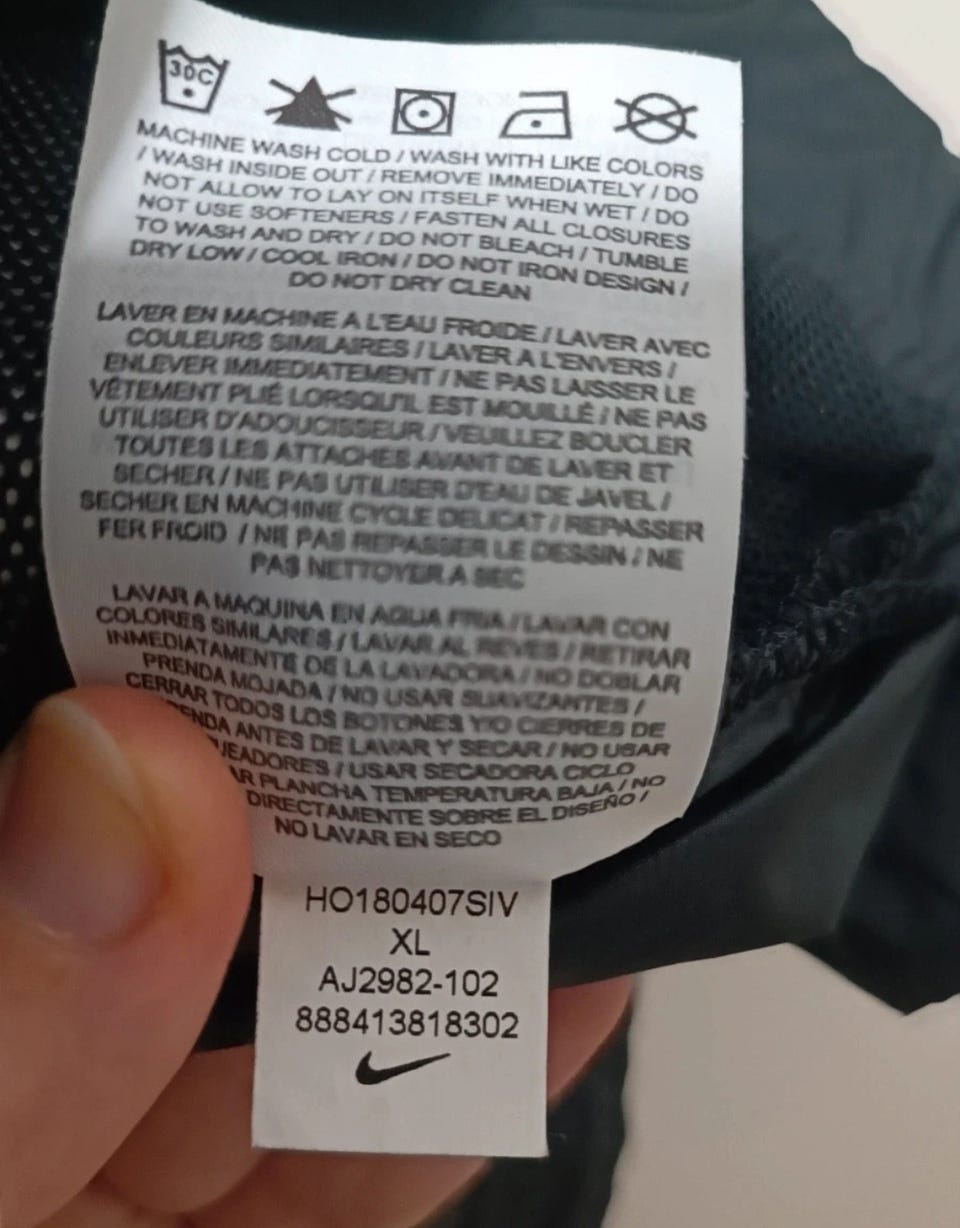 30C
MACHINE WASH COLD / WASH WITH LIKE COLORS
/ WASH INSIDE OUT / REMOVE IMMEDIATELY / DO
NOT ALLOW TO LAY ON ITSELF WHEN WET / DO
NOT USE SOFTENERS / FASTEN ALL CLOSURES
TO WASH AND DRY / DO NOT BLEACH / TUMBLE
DRY LOW / COOL IRON / DO NOT IRON DESIGN /
DO NOT DRY CLEAN
LAVER EN MACHINE A L'EAU FROIDE / LAVER AVEC
COULEURS SIMILAIRES / LAVER A L'ENVERS /
ENLEVER IMMEDIATEMENT / NE PAS LAISSER LE
VÊTEMENT PLIÉ LORSQU'IL EST MOUILLÉ / NE PAS
UTILISER D'ADOUCISSEUR / VEUILLEZ BOUCLER
TOUTES LES ATTACHES AVANT DE LAVER ET
SECHER / NE PAS UTILISER D'EAU DE JAVEL /
SECHER EN MACHINE CYCLE DELICAT / REPASSER
FER FROID / NE PAS REPASSER LE DESSIN / NE
PAS NETTOYER A SEC
LAVAR A MAQUINA EN AGUA FRIA / LAVAR CON
COLORES SIMILARES / LAVAR AL REVES / RETIRAR
INMEDIATAMENTE DE LA LAVADORA / NO DOBLAR
PRENDA MOJADA / NO USAR SUAVIZANTES /
CERRAR TODOS LOS BOTONES Y/O CIERRES DE
ENDA ANTES DE LAVAR Y SECAR / NO USAR
UEADORES / USAR SECADORA CICLO
AR PLANCHA TEMPERATURA BAJA / NO
DIRECTAMENTE SOBRE EL DISEÑO /
NO LAVAR EN SECO
HO180407SIV
XL
AJ2982-102
888413818302